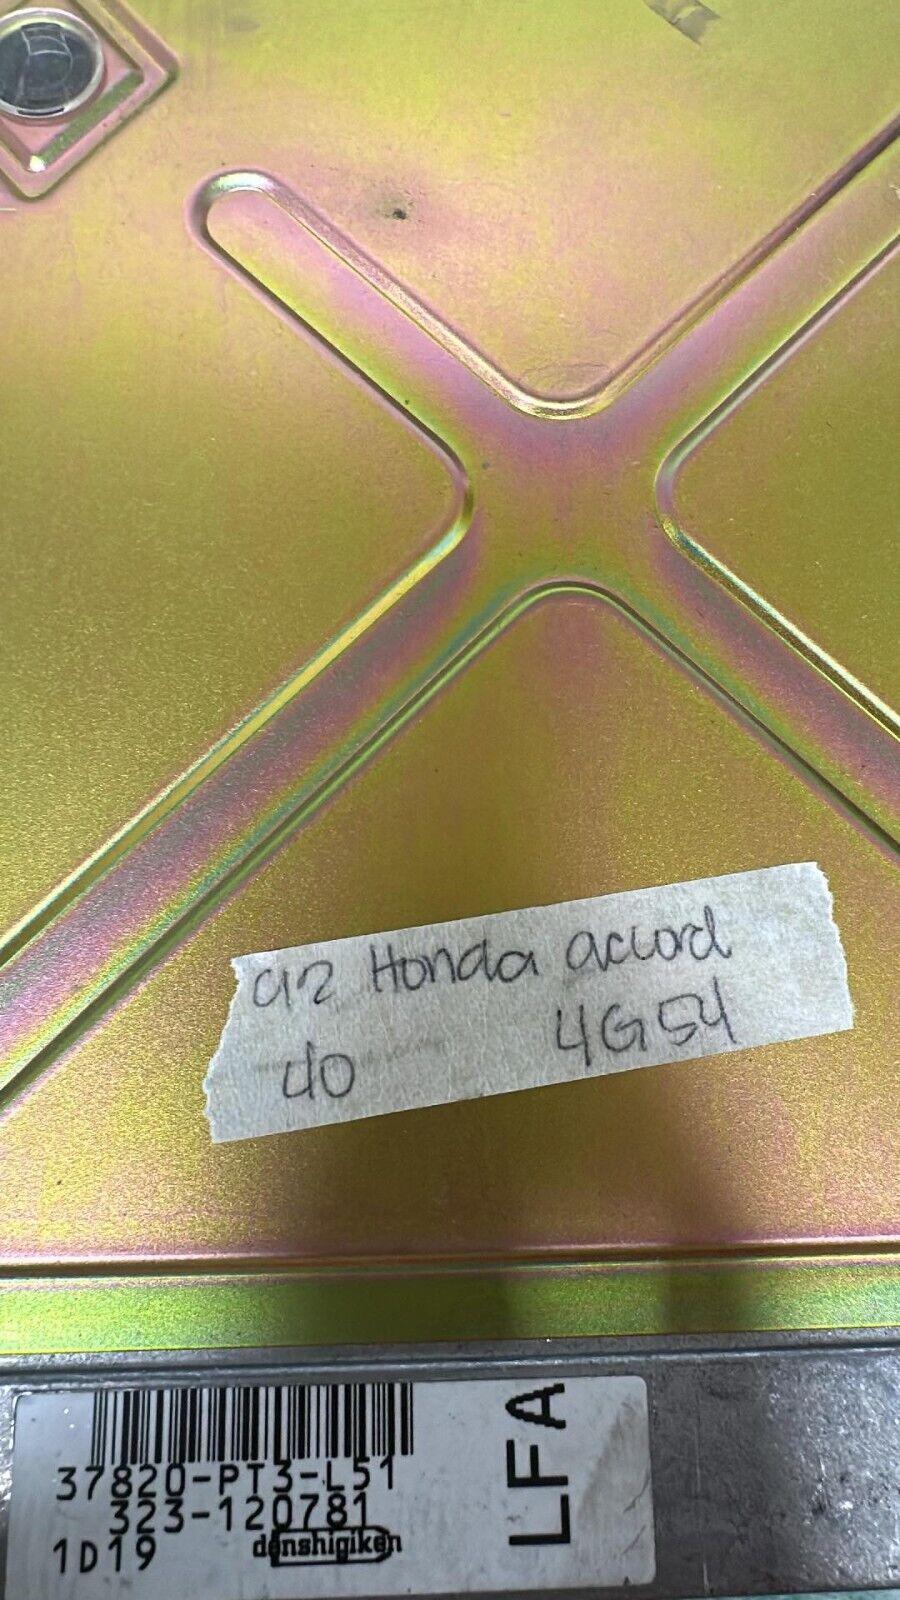 92 Honda accord
40 4G54
37820-PT3-L51
323-120781
1D19 denshigiken
LFA